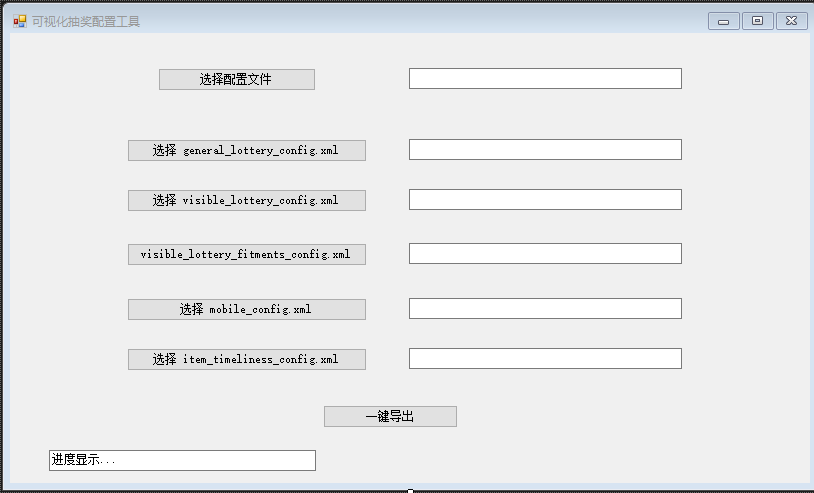 可视化抽奖配置工具
选择配置文件
选择 general_lottery_config.xml
选择 visible_lottery_config.xml
visible_lottery_fitments_config.xml
选择 mobile_config.xml
选择 item_timeliness_config.xml
一键导出
进度显示...